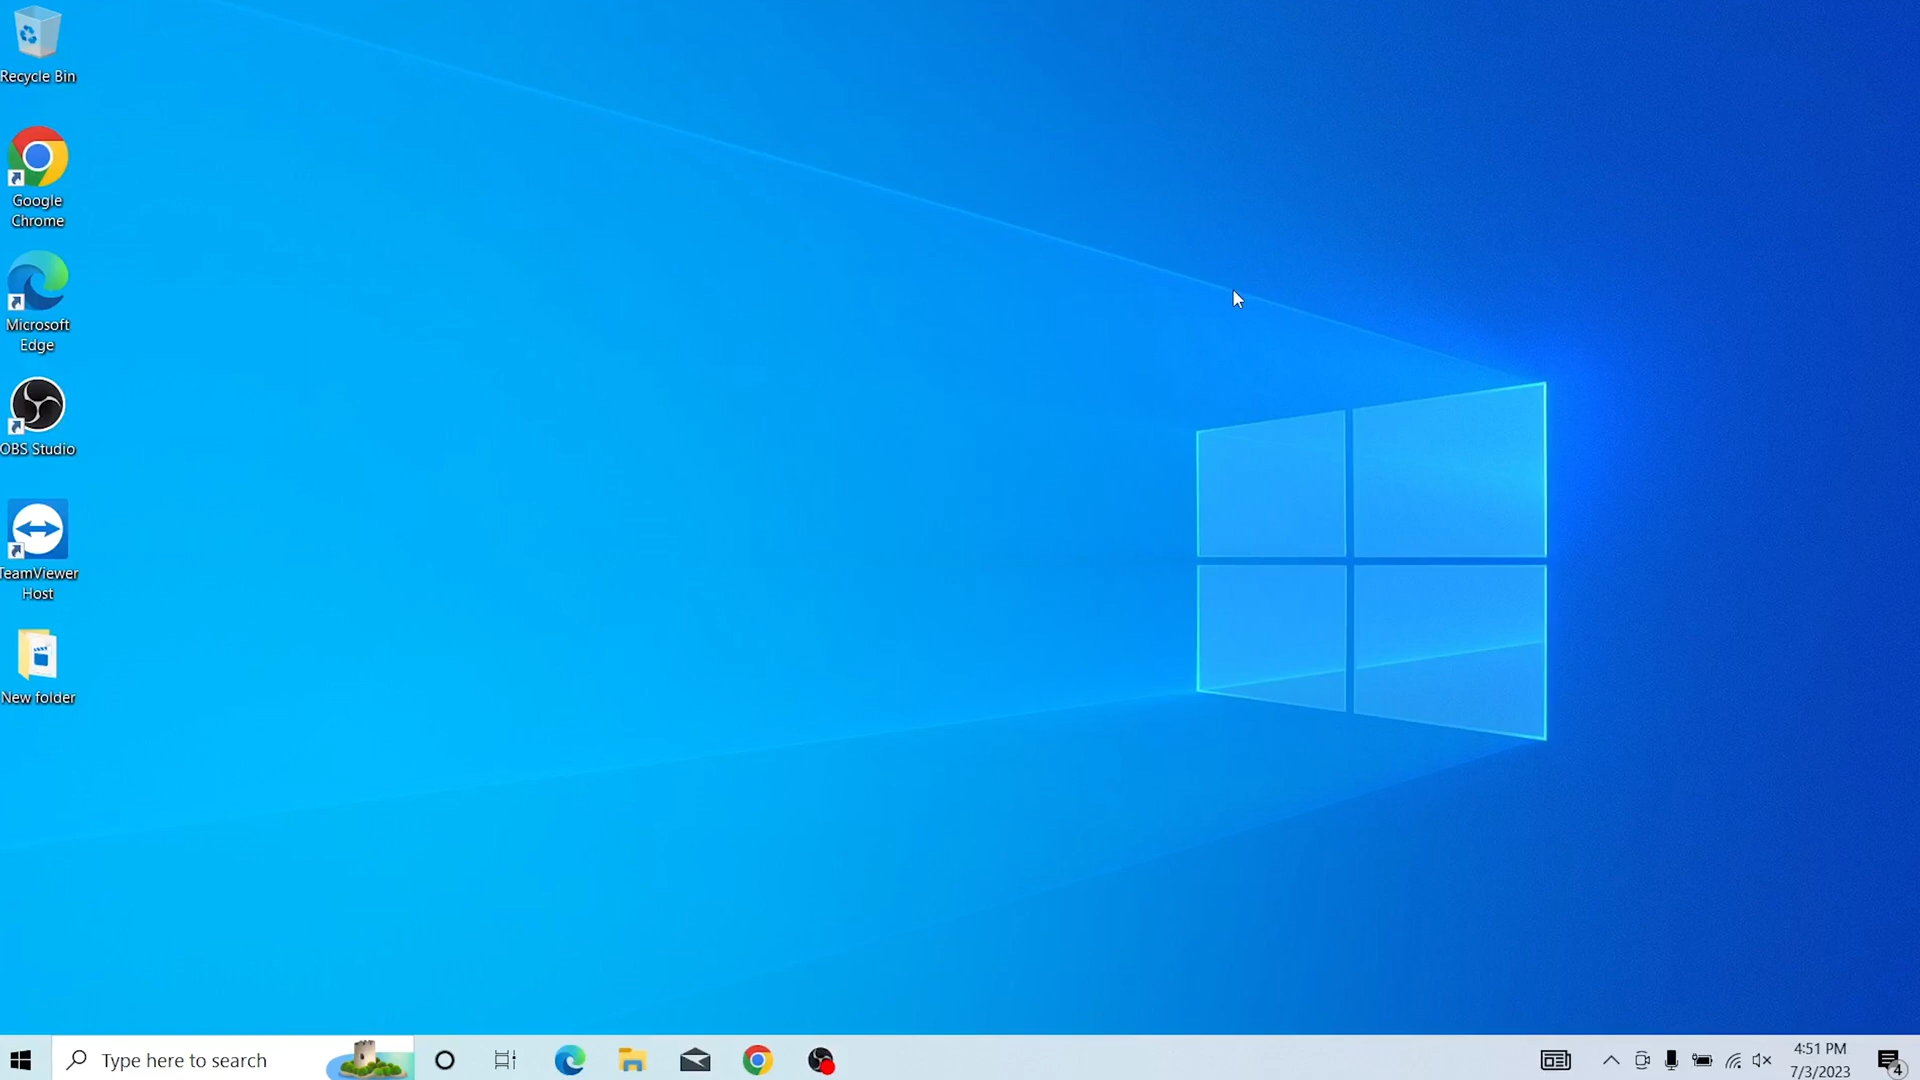 Recycle Bin
Google
Chrome
Microsoft
Edge
OBS Studio
TeamViewer
Host
New folder
Type here to search
4:51 PM
7/3/2023
4